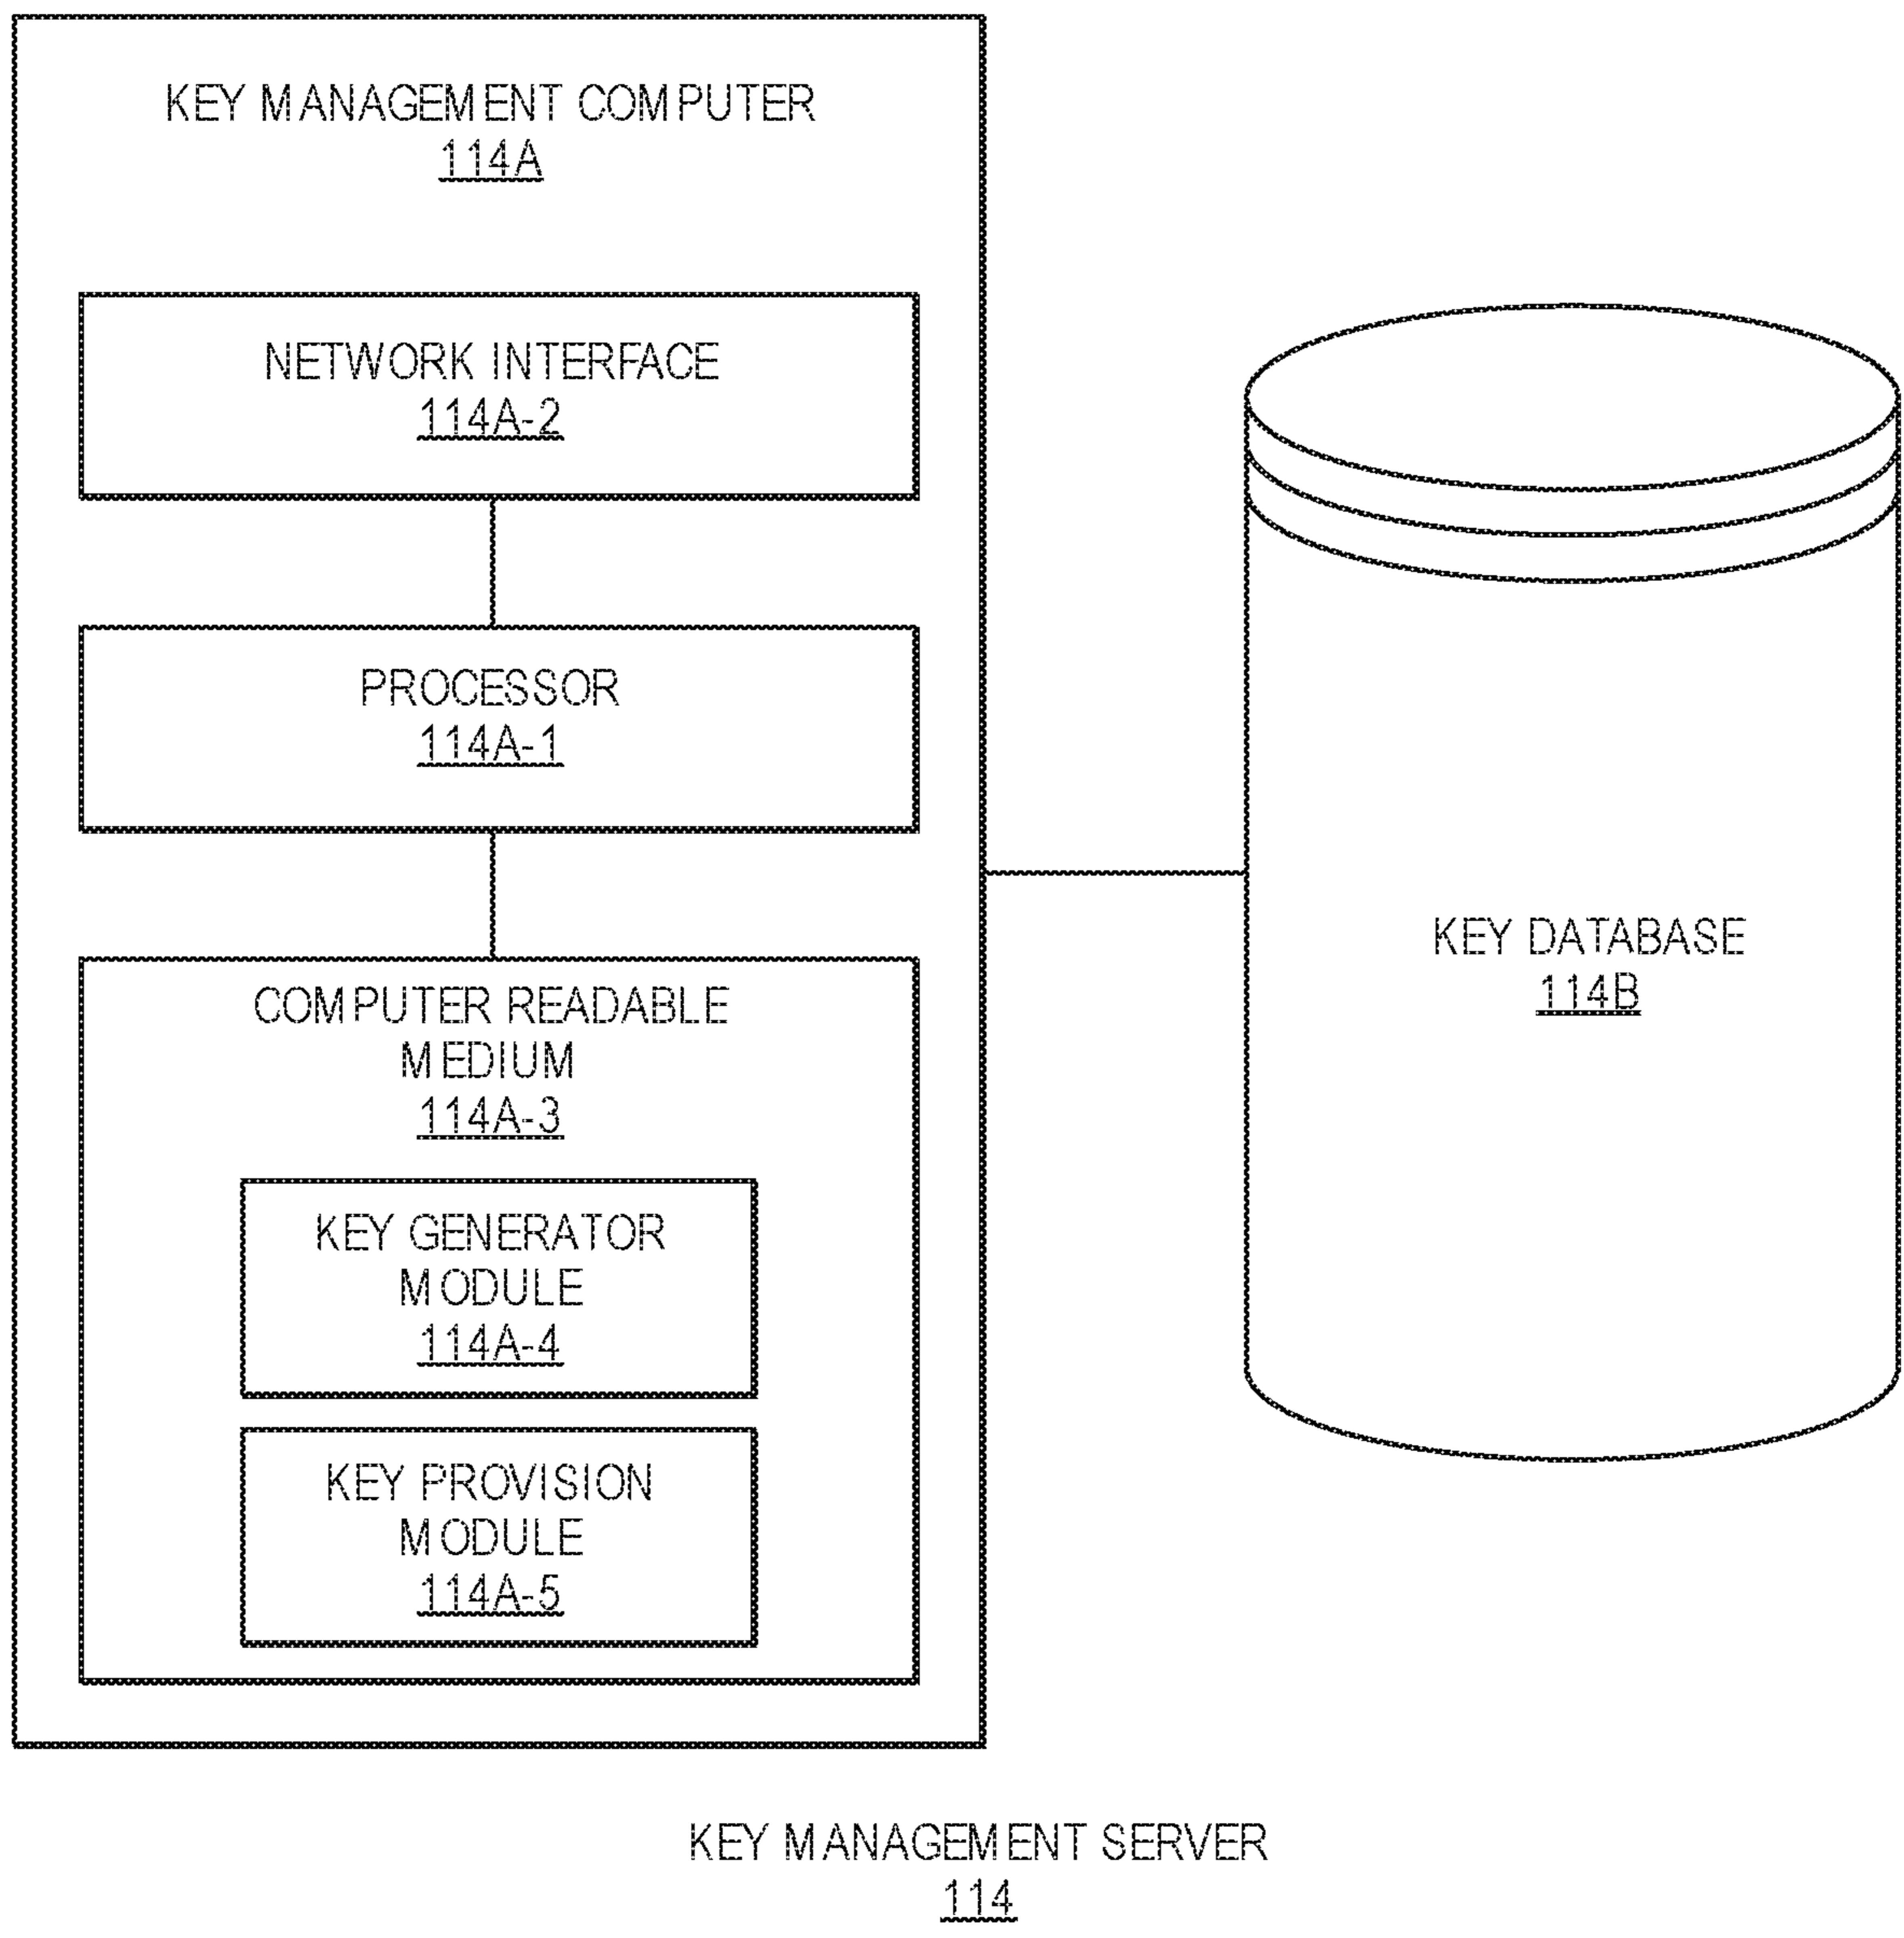 KEY MANAGEMENT COMPUTER
114A
NETWORK INTERFACE
114A-2
PROCESSOR
114A-1
COMPUTER READABLE
MEDIUM
114A-3
KEY GENERATOR
MODULE
114A-4
KEY PROVISION
MODULE
114A-5
KEY DATABASE
114B
KEY MANAGEMENT SERVER
114